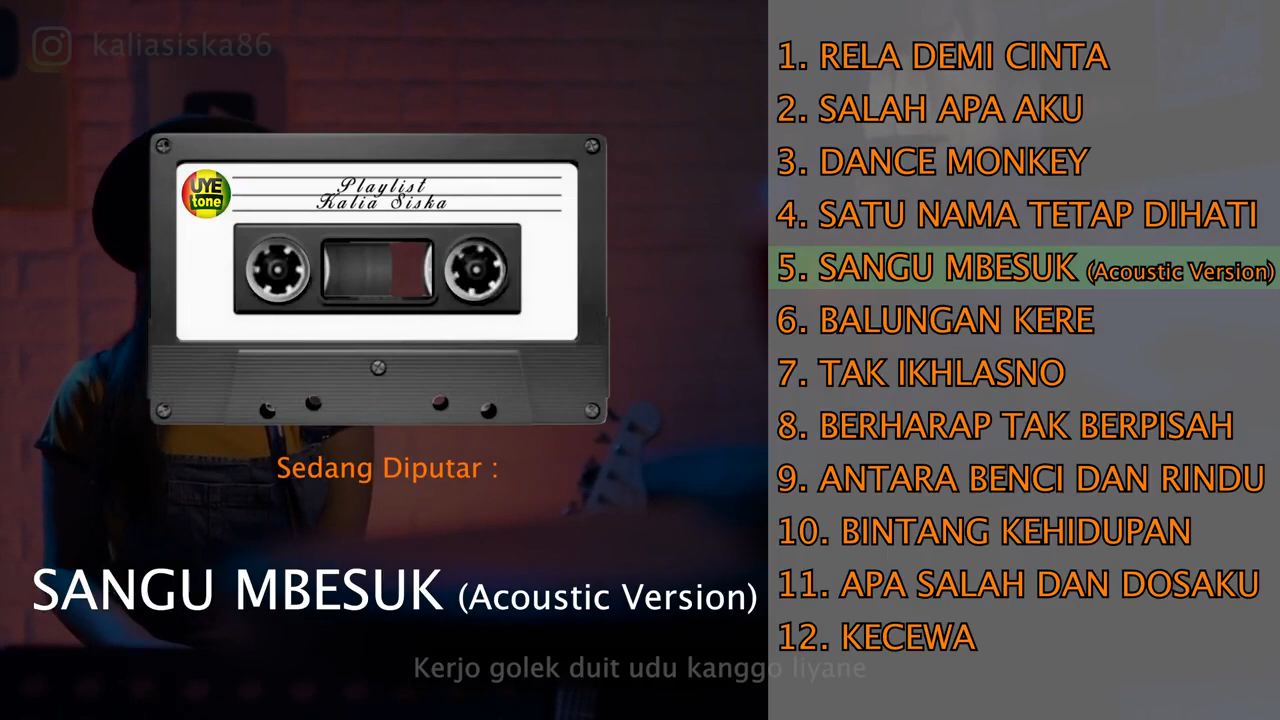 kaliasiska86
UYE
tone
Playlist
Kalia Siska
Sedang Diputar :
SANGU MBESUK (Acoustic Version)
Kerjo golek duit udu kanggo liyane
1. RELA DEMI CINTA
2. SALAH APA AKU
3. DANCE MONKEY
4. SATU NAMA TETAP DIHATI
5. SANGU MBESUK (Acoustic Version)
6. BALUNGAN KERE
7. TAK IKHLASNO
8. BERHARAP TAK BERPISAH
9. ANTARA BENCI DAN RINDU
10. BINTANG KEHIDUPAN
11. APA SALAH DAN DOSAKU
12. KECEWA